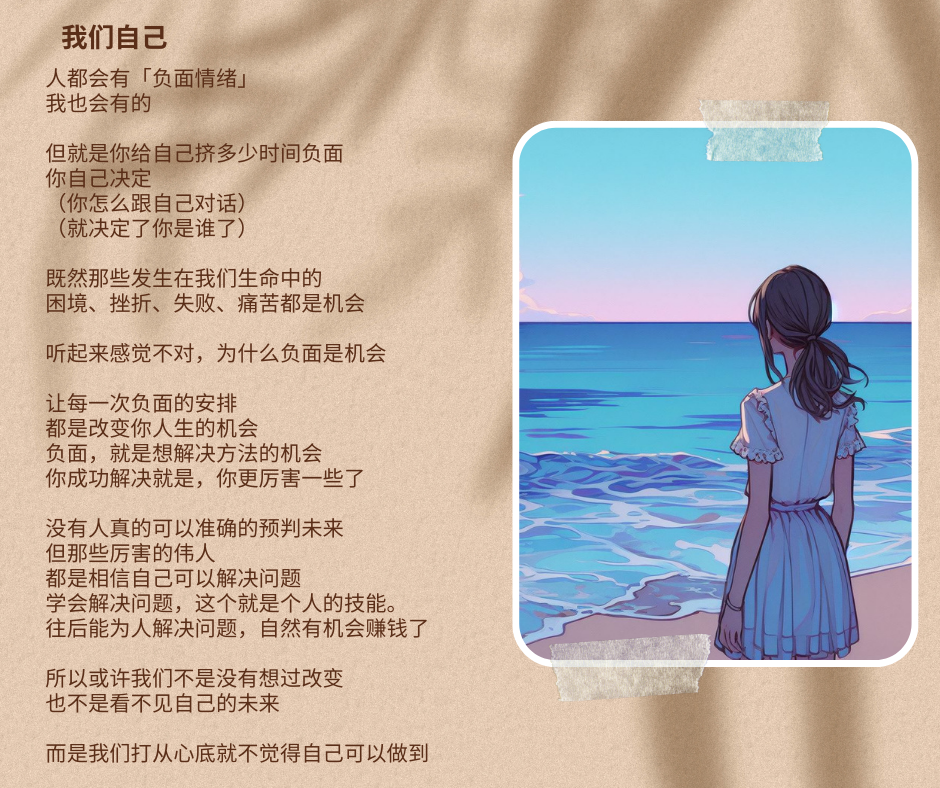 我们自己
人都会有「负面情绪」
我也会有的
但就是你给自己挤多少时间负面
你自己决定
（你怎么跟自己对话）
（就决定了你是谁了）
既然那些发生在我们生命中的
困境、挫折、失败、痛苦都是机会
听起来感觉不对，为什么负面是机会
让每一次负面的安排
都是改变你人生的机会
负面，就是想解决方法的机会
你成功解决就是，你更厉害一些了
没有人真的可以准确的预判未来
但那些厉害的伟人
都是相信自己可以解决问题
学会解决问题，这个就是个人的技能。
往后能为人解决问题，自然有机会赚钱了
所以或许我们不是没有想过改变
也不是看不见自己的未来
而是我们打从心底就不觉得自己可以做到